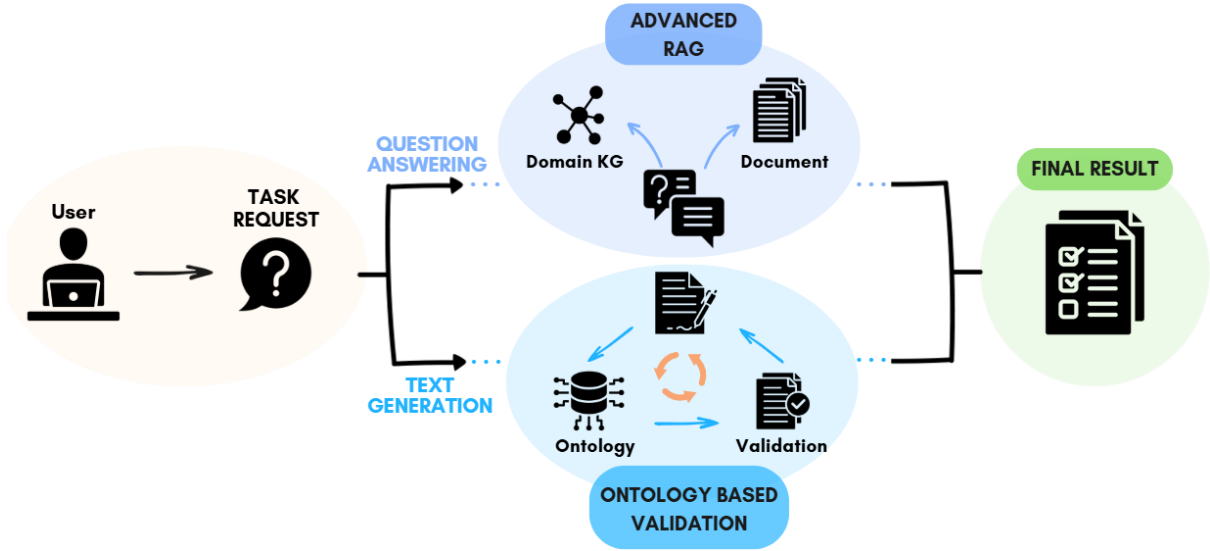 ADVANCED
RAG
Domain KG
Document
QUESTION
ANSWERING
User
TASK
REQUEST
FINAL RESULT
TEXT
GENERATION
Ontology
Validation
ONTOLOGY BASED
VALIDATION